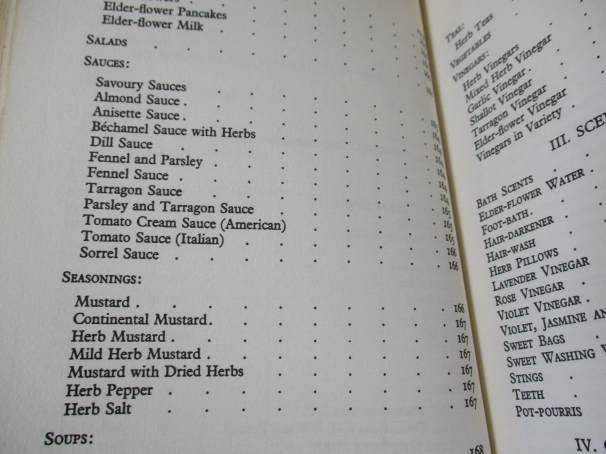 Elder-flower Pancakes
Elder-flower Milk
SALADS
SAUCES:
Savoury Sauces
Almond Sauce
Anisette Sauce
Béchamel Sauce with Herbs
Dill Sauce
Fennel and Parsley
Fennel Sauce
Tarragon Sauce
Parsley and Tarragon Sauce
Tomato Cream Sauce (American)
Tomato Sauce (Italian) 166
Sorrel Sauce 166
SEASONINGS:
Mustard 166
Continental Mustard 167
Herb Mustard 167
Mild Herb Mustard 167
Mustard with Dried Herbs 167
Herb Pepper 167
Herb Salt 167
SOUPS: 168
TEAS:
Herb Teas
VEGETABLES
VINEGARS:
Herb Vinegars
Mixed Herb Vinegar
Garlic Vinegar
Shallot Vinegar
Tarragon Vinegar
Elder-flower Vinegar
Vinegars in Variety
III.
BATH SCENTS
ELDER-FLOWER WATER
FOOT-BATH
HAIR-DARKENER
HAIR-WASH
HERB PILLOWS
LAVENDER VINEGAR
ROSE VINEGAR
VIOLET VINEGAR
VIOLET, JASMINE
SWEET BAGS
SWEET WASHING
STINGS
TEETH
POT-POURRIS
IV.